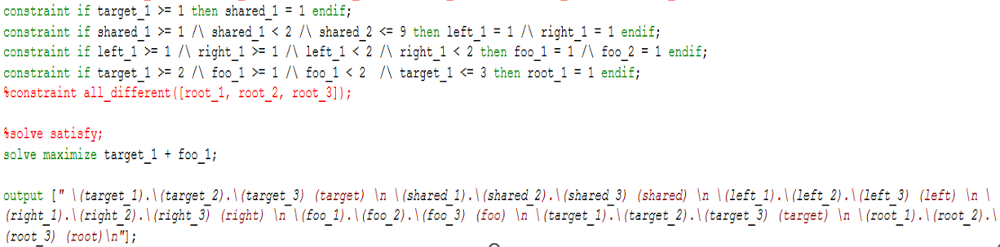 constraint if target_1 >= 1 then shared_1 = 1 endif;
constraint if shared_1 >= 1 /\ shared_1 < 2 /\ shared_2 <= 9 then left_1 = 1 /\ right_1 = 1 endif;
constraint if left_1 >= 1 /\ right_1 >= 1 /\ left_1 < 2 /\ right_1 < 2 then foo_1 = 1 /\ foo_2 = 1 endif;
constraint if target_1 >= 2 /\ foo_1 >= 1 /\ foo_1 < 2  /\ target_1 <= 3 then root_1 = 1 endif;
%constraint all_different([root_1, root_2, root_3]);
%solve satisfy;
solve maximize target_1 + foo_1;
output [" \(target_1).\(target_2).\(target_3) (target) \n \(shared_1).\(shared_2).\(shared_3) (shared) \n \(left_1).\(left_2).\(left_3) (left) \n \
(right_1).\(right_2).\(right_3) (right) \n \(foo_1).\(foo_2).\(foo_3) (foo) \n \(target_1).\(target_2).\(target_3) (target) \n \(root_1).\(root_2).\
(root_3) (root)\n"];